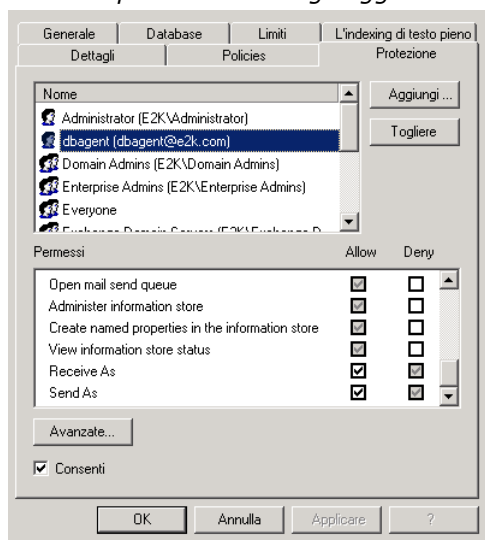 Generale Database Limiti L'indexing di testo pieno
Dettagli Policies Protezione
Nome
Aggiungi ...
Togliere
Administrator (E2K\Administrator)
dbagent (dbagent@e2k.com)
Domain Admins (E2K\Domain Admins)
Enterprise Admins (E2K\Enterprise Admins)
Everyone
Permessi Allow Deny
Open mail send queue
Administer information store
Create named properties in the information store
View information store status
Receive As
Send As
Avanzate...
Consenti
OK Annulla Applicare ?